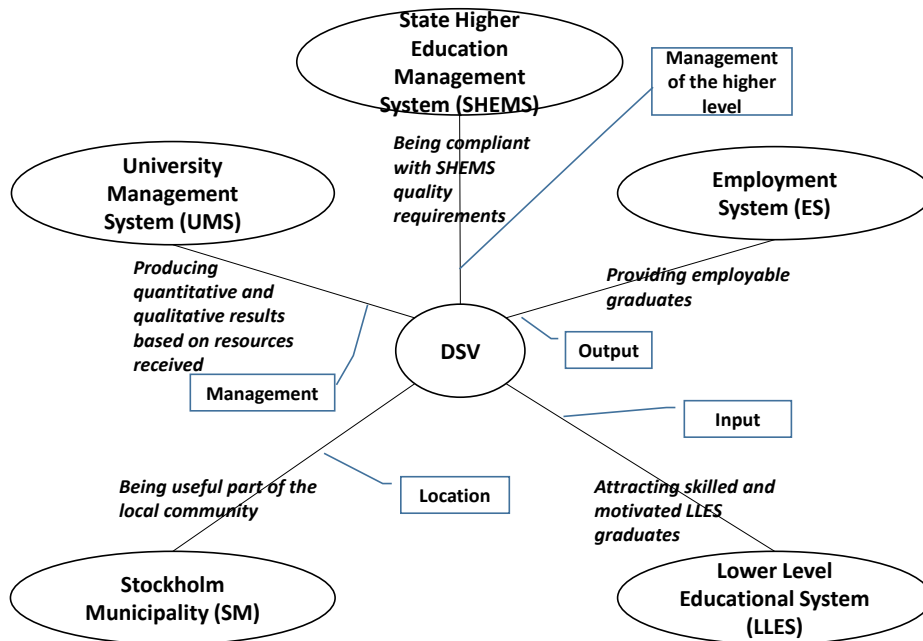 State Higher
Education
Management
System (SHEMS)
Management
of the higher
level
Being compliant
with SHEMS
quality
requirements
University
Management
System (UMS)
Employment
System (ES)
Producing
quantitative and
qualitative results
based on resources
received
Providing employable
graduates
DSV
Output
Management
Input
Being useful part of the
local community
Location
Attracting skilled and
motivated LLES
graduates
Stockholm
Municipality (SM)
Lower Level
Educational System
(LLES)